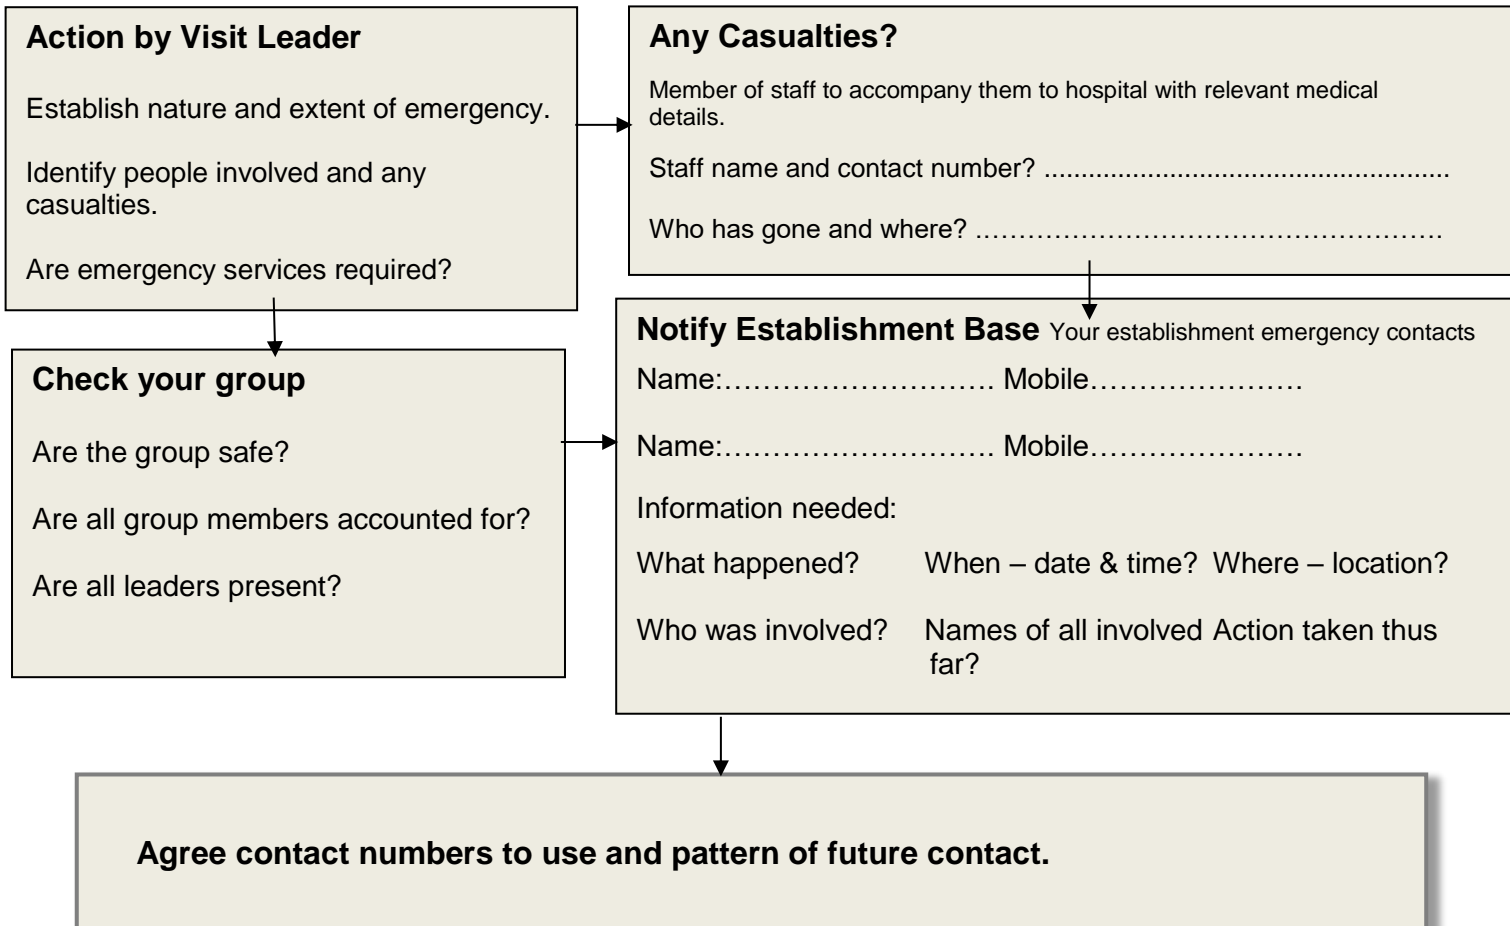 Action by Visit Leader
Establish nature and extent of emergency.
Identify people involved and any
casualties.
Are emergency services required?
Any Casualties?
Member of staff to accompany them to hospital with relevant medical
details.
Staff name and contact number? .......................................................
Who has gone and where? ……………………………………………….
Check your group
Are the group safe?
Are all group members accounted for?
Are all leaders present?
Notify Establishment Base Your establishment emergency contacts
Name:………………………. Mobile………………….
Name:………………………. Mobile………………….
Information needed:
What happened? When – date & time? Where – location?
Who was involved? Names of all involved Action taken thus
far?
Agree contact numbers to use and pattern of future contact.